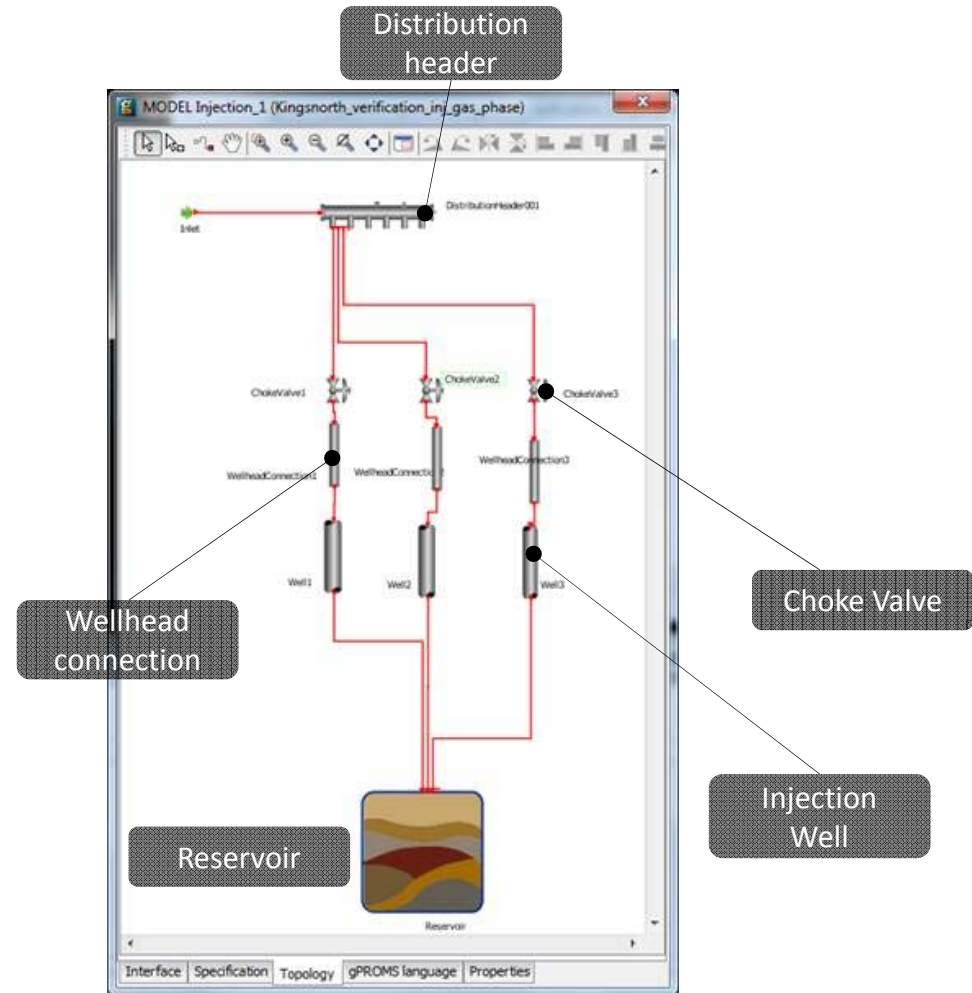 Distribution
header
MODEL Injection_1 (Kingsnorth_verification_inj_gas_phase)
DistributionHeader001
Inlet
ChokeValve1
ChokeValve2
ChokeValve3
WellheadConnection1
WellheadConnection2
WellheadConnection3
Well1
Well2
Well3
Choke Valve
Wellhead
connection
Injection
Well
Reservoir
Reservoir
Interface Specification Topology gPROMS language Properties